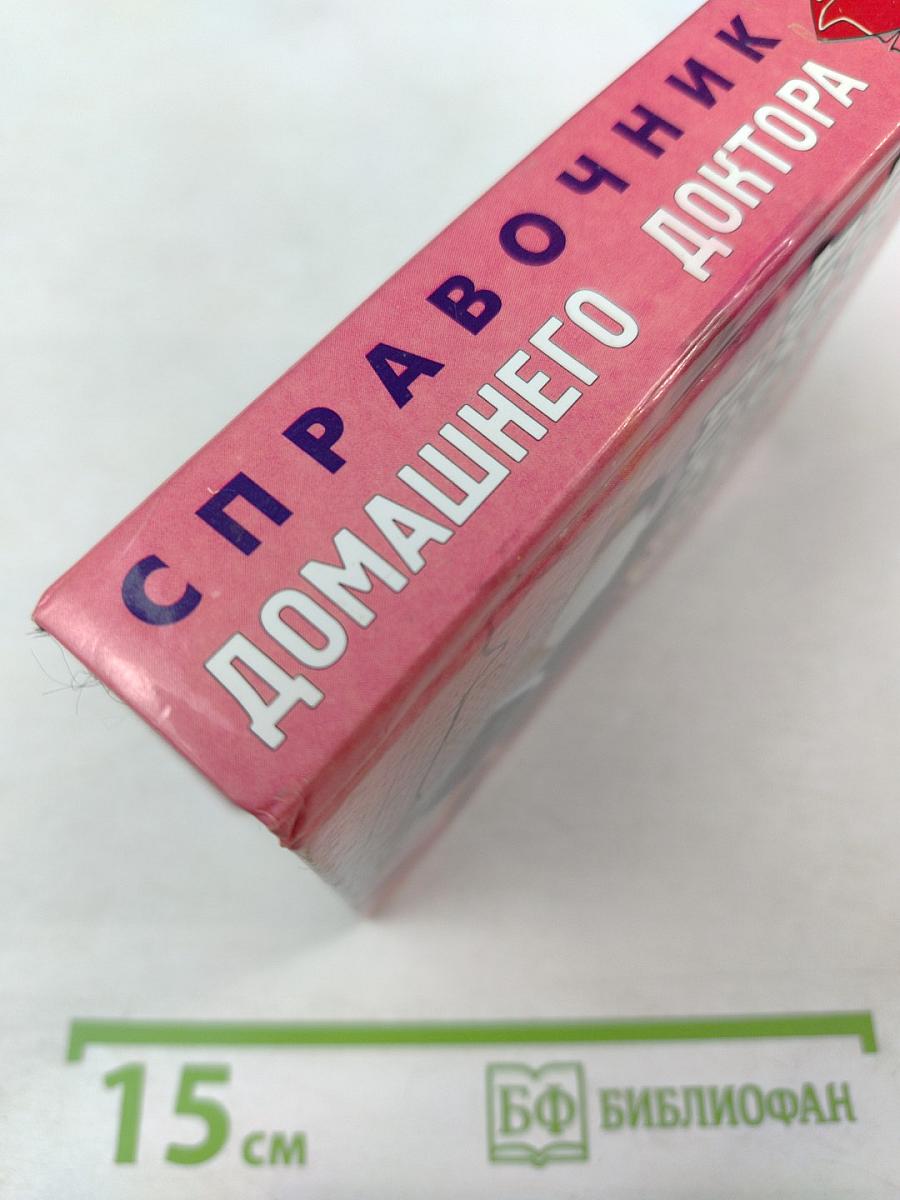 СПРАВОЧНИК
ДОМАШНЕГО ДОКТОРА
15 см
БФ БИБЛИОФАН